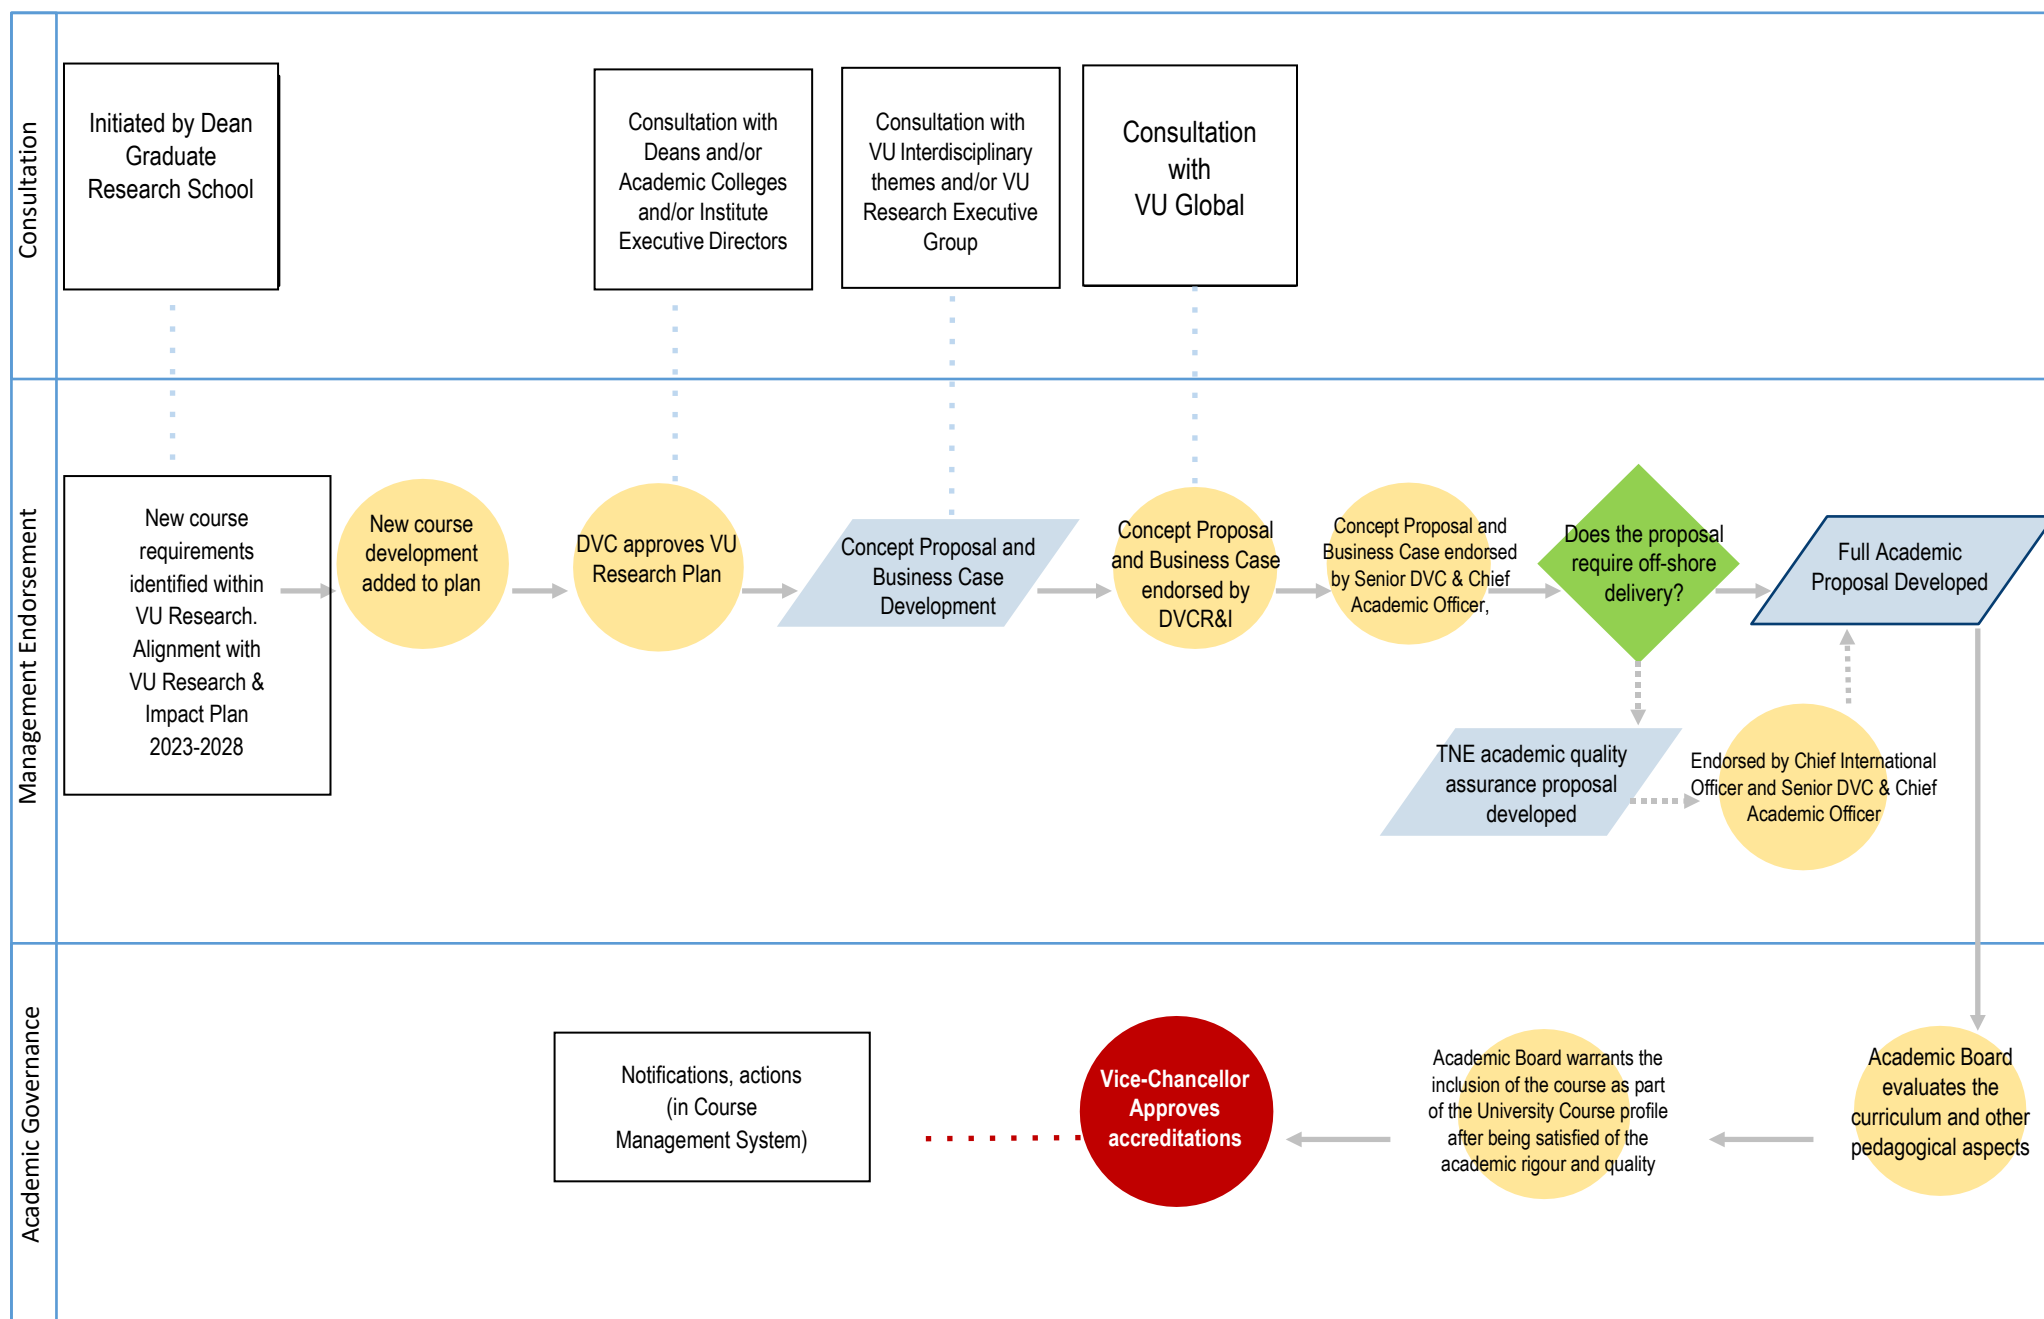 Consultation
Initiated by Dean
Graduate
Research School
Consultation with
Deans and/or
Academic Colleges
and/or Institute
Executive Directors
Consultation with
VU Interdisciplinary
themes and/or VU
Research Executive
Group
Consultation
with
VU Global
Management Endorsement
New course
requirements
identified within
VU Research.
Alignment with
VU Research &
Impact Plan
2023-2028
New course
development
added to plan
DVC approves VU
Research Plan
Concept Proposal and
Business Case
Development
Concept Proposal
and Business Case
endorsed by
DVCR&I
Concept Proposal and
Business Case endorsed
by Senior DVC & Chief
Academic Officer,
Does the proposal
require off-shore
delivery?
Full Academic
Proposal Developed
TNE academic quality
assurance proposal
developed
Endorsed by Chief International
Officer and Senior DVC & Chief
Academic Officer
Academic Governance
Notifications, actions
(in Course
Management System)
Vice-Chancellor
Approves
accreditations
Academic Board warrants the
inclusion of the course as part
of the University Course profile
after being satisfied of the
academic rigour and quality
Academic Board
evaluates the
curriculum and other
pedagogical aspects